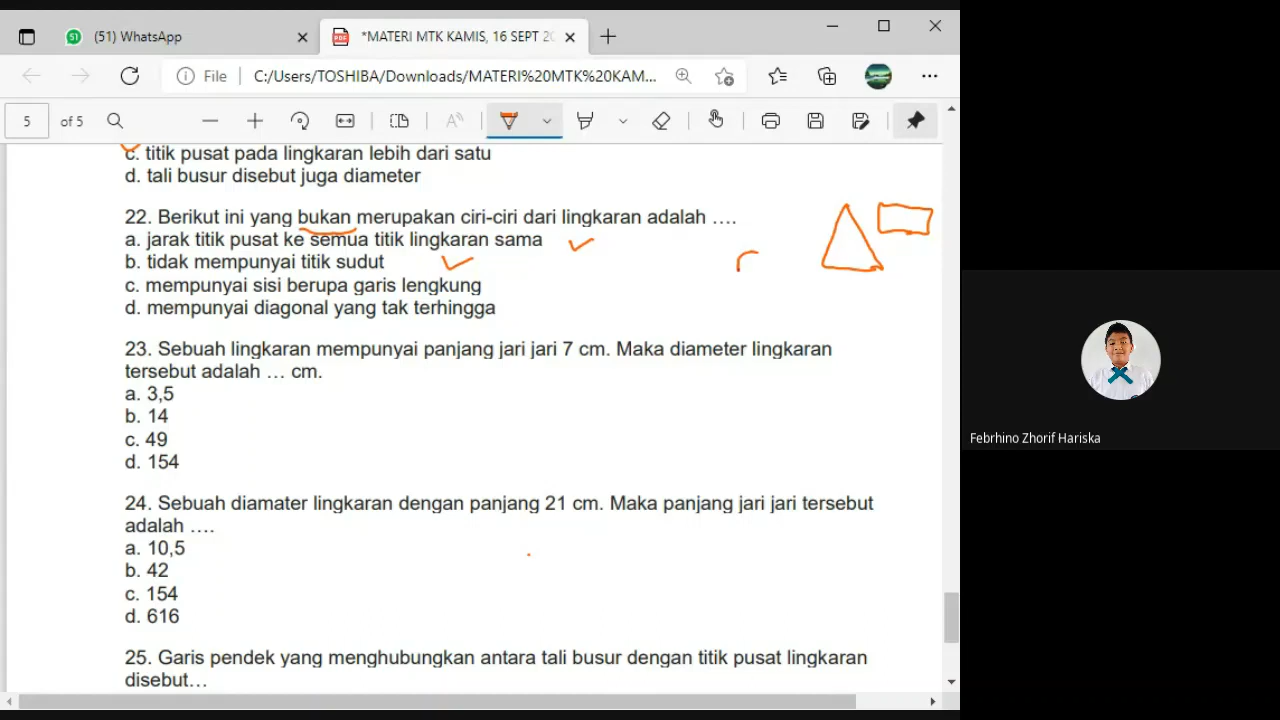 (51) WhatsApp
*MATERI MTK KAMIS, 16 SEPT 20
File
C:/Users/TOSHIBA/Downloads/MATERI%20MTK%20KAM...
5 of 5
c. titik pusat pada lingkaran lebih dari satu
d. tali busur disebut juga diameter
22. Berikut ini yang bukan merupakan ciri-ciri dari lingkaran adalah ….
a. jarak titik pusat ke semua titik lingkaran sama
b. tidak mempunyai titik sudut
c. mempunyai sisi berupa garis lengkung
d. mempunyai diagonal yang tak terhingga
23. Sebuah lingkaran mempunyai panjang jari jari 7 cm. Maka diameter lingkaran
tersebut adalah … cm.
a. 3,5
b. 14
c. 49
d. 154
24. Sebuah diamater lingkaran dengan panjang 21 cm. Maka panjang jari jari tersebut
adalah ….
a. 10,5
b. 42
c. 154
d. 616
25. Garis pendek yang menghubungkan antara tali busur dengan titik pusat lingkaran
disebut…
Febrhino Zhorif Hariska